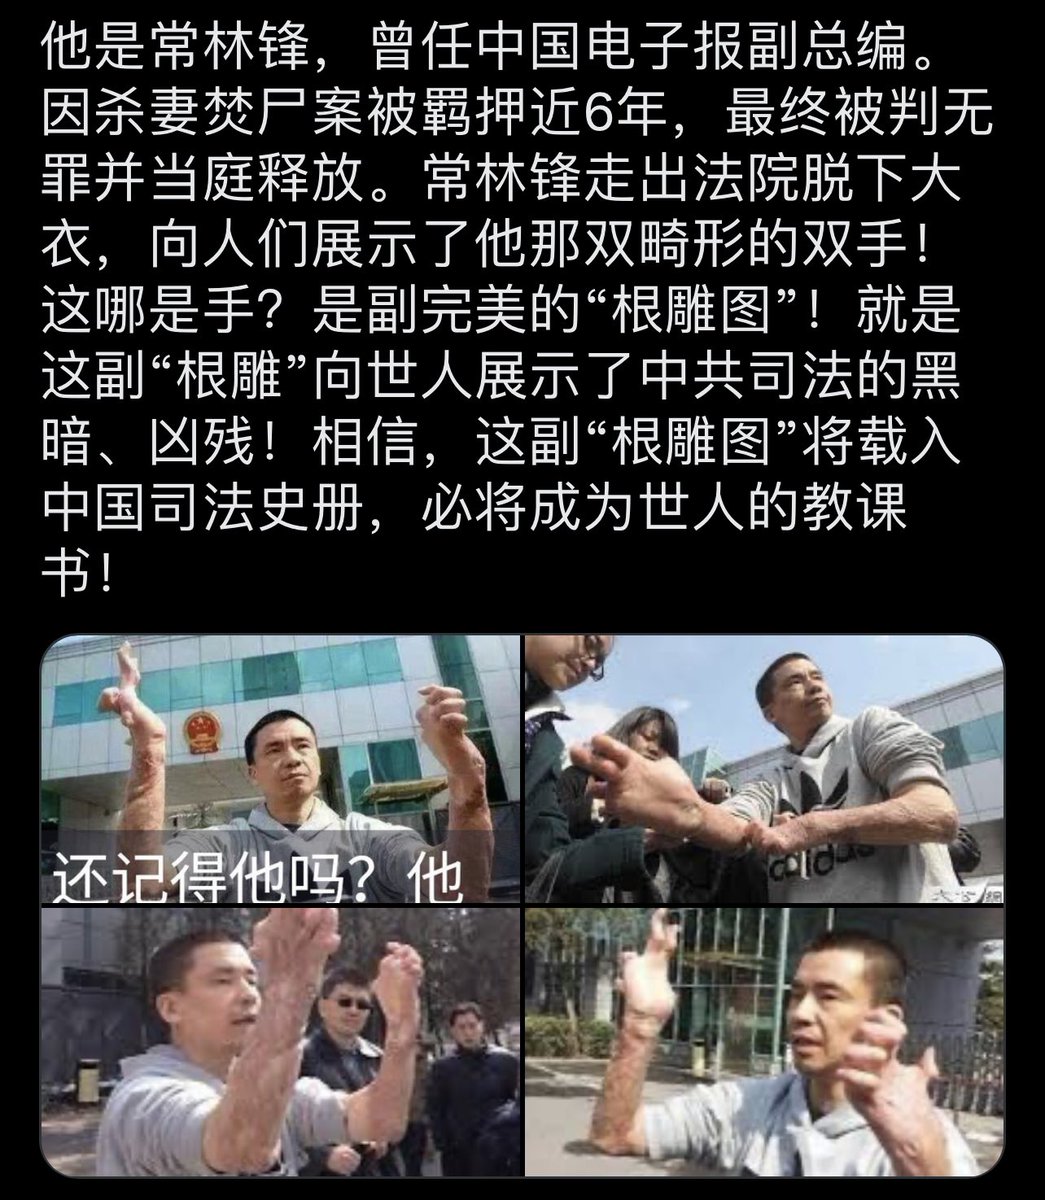 他是常林锋，曾任中国电子报副总编。
因杀妻焚尸案被羁押近6年，最终被判无
罪并当庭释放。常林锋走出法院脱下大
衣，向人们展示了他那双畸形的双手！
这哪是手？是副完美的“根雕图”！就是
这副“根雕”向世人展示了中共司法的黑
暗、凶残！相信，这副“根雕图”将载入
中国司法史册，必将成为世人的教课
书！
还记得他吗？他
adidas
大公網